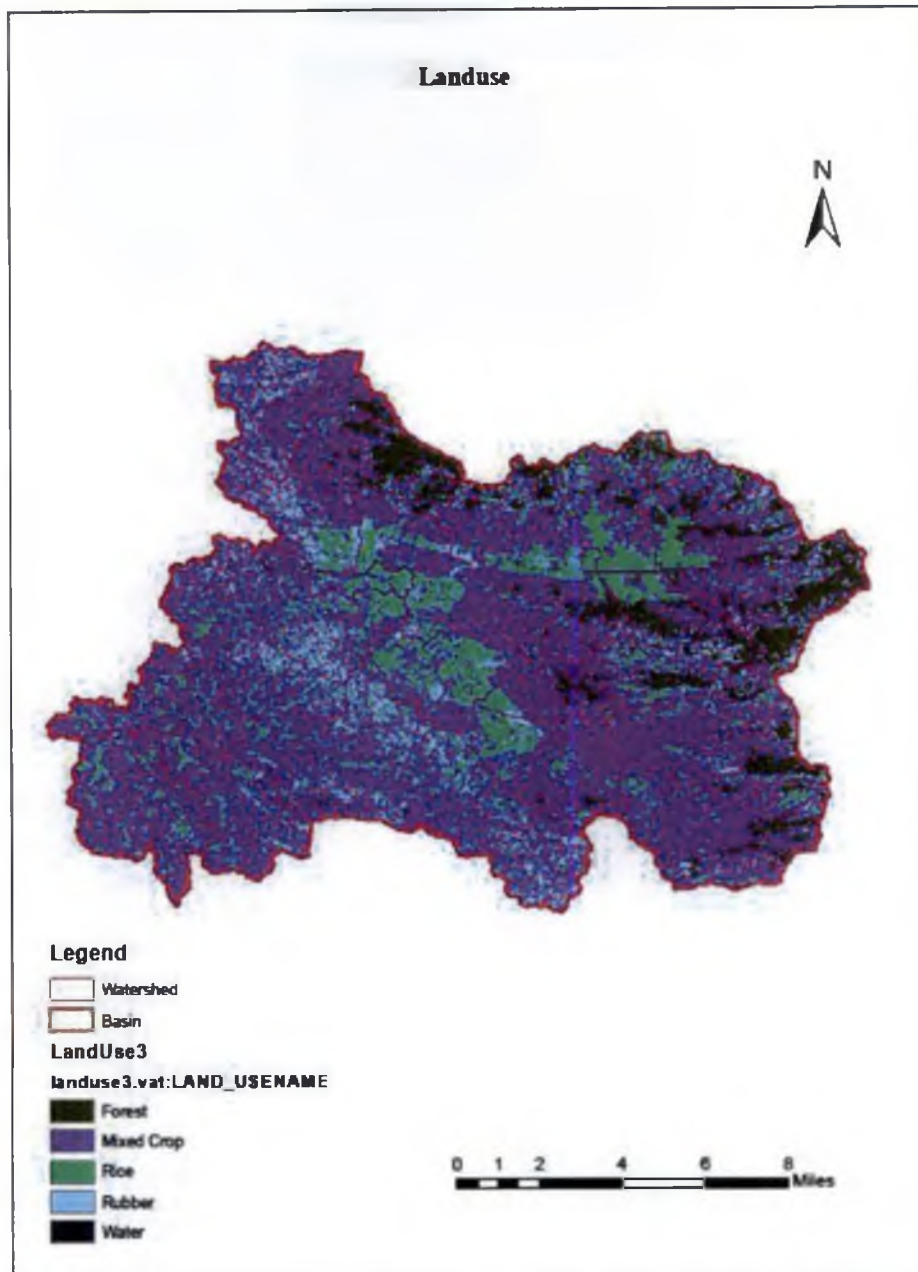 Landuse
N
Legend
Watershed
Basin
LandUse3
landuse3.vat:LAND_USENAME
Forest
Mixed Crop
Rice
Rubber
Water
0 1 2 4 6 8
Miles